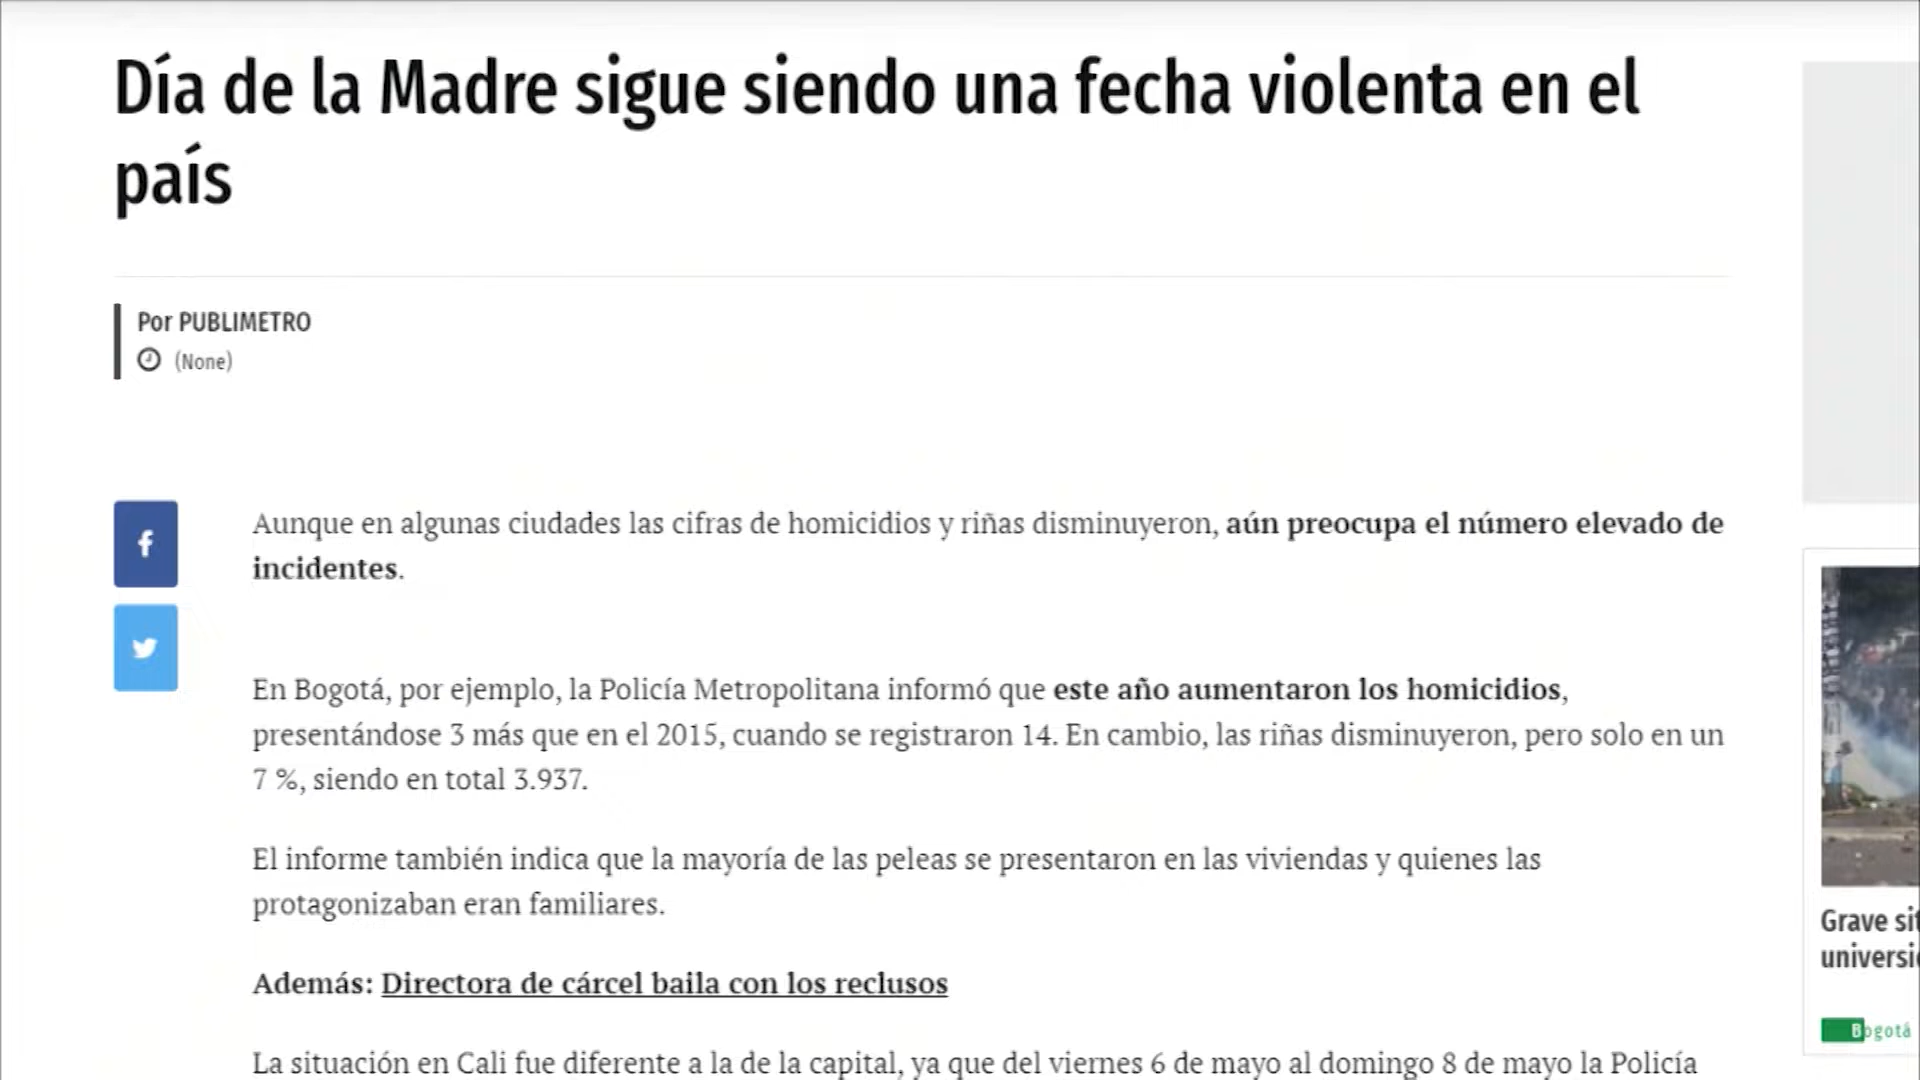 Día de la Madre sigue siendo una fecha violenta en el
país
Por PUBLIMETRO
(None)
Aunque en algunas ciudades las cifras de homicidios y riñas disminuyeron, aún preocupa el número elevado de
incidentes.
En Bogotá, por ejemplo, la Policía Metropolitana informó que este año aumentaron los homicidios,
presentándose 3 más que en el 2015, cuando se registraron 14. En cambio, las riñas disminuyeron, pero solo en un
7 %, siendo en total 3.937.
El informe también indica que la mayoría de las peleas se presentaron en las viviendas y quienes las
protagonizaban eran familiares.
Además: Directora de cárcel baila con los reclusos
La situación en Cali fue diferente a la de la capital, ya que del viernes 6 de mayo al domingo 8 de mayo la Policía
Grave
Bogotá